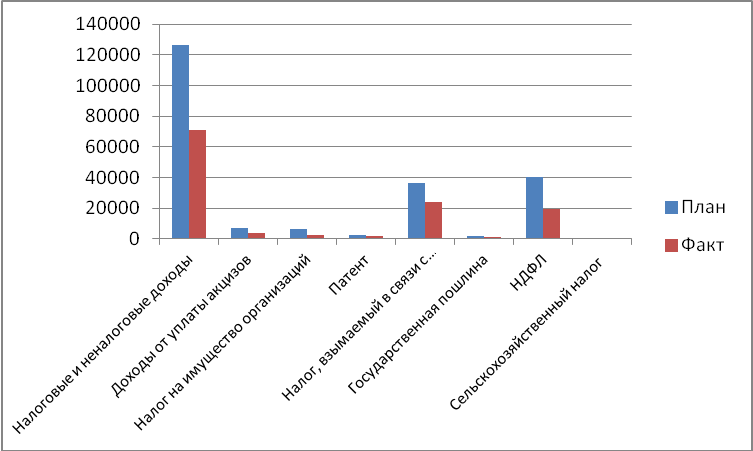 140000
120000
100000
80000
60000
40000
20000
0
Налоговые и неналоговые доходы
Доходы от уплаты акцизов
Налог на имущество организаций
Патент
Налог, взымаемый в связи с...
Государственная пошлина
НДФЛ
Сельскохозяйственный налог
План
Факт